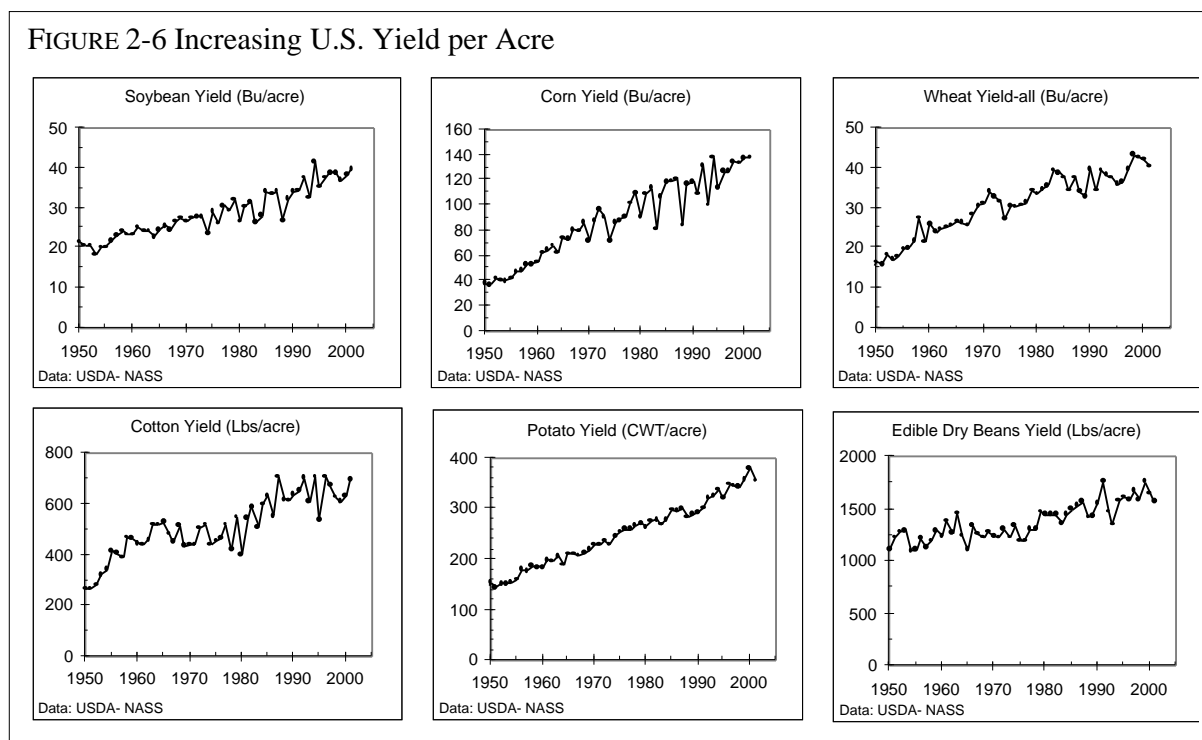 FIGURE 2-6 Increasing U.S. Yield per Acre
Soybean Yield (Bu/acre)
50
40
30
20
10
0
1950 1960 1970 1980 1990 2000
Data: USDA- NASS
Corn Yield (Bu/acre)
160
140
120
100
80
60
40
20
0
1950 1960 1970 1980 1990 2000
Data: USDA- NASS
Wheat Yield-all (Bu/acre)
50
40
30
20
10
0
1950 1960 1970 1980 1990 2000
Data: USDA- NASS
Cotton Yield (Lbs/acre)
800
600
400
200
0
1950 1960 1970 1980 1990 2000
Data: USDA- NASS
Potato Yield (CWT/acre)
400
300
200
100
0
1950 1960 1970 1980 1990 2000
Data: USDA- NASS
Edible Dry Beans Yield (Lbs/acre)
2000
1500
1000
500
0
1950 1960 1970 1980 1990 2000
Data: USDA- NASS